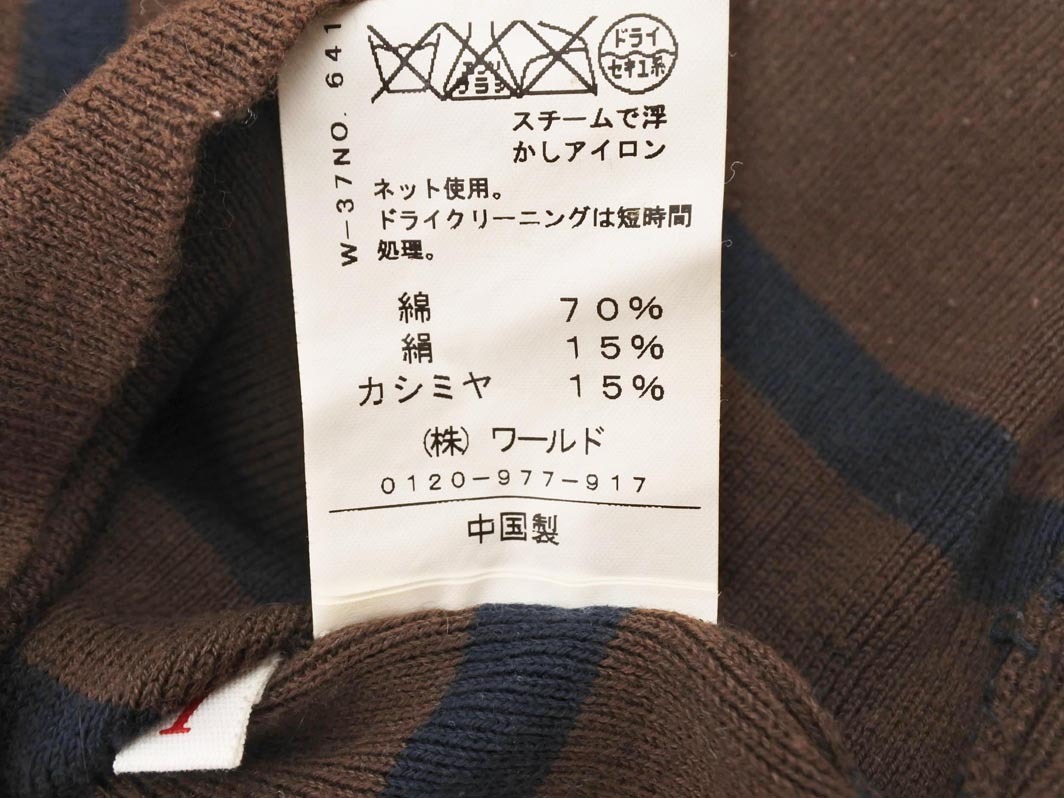 ドライ
セキユ系
スチームで浮
かしアイロン
W-37NO. 641
ネット使用。
ドライクリーニングは短時間
処理。
綿 70%
絹 15%
カシミヤ 15%
(株) ワールド
0120-977-917
中国製